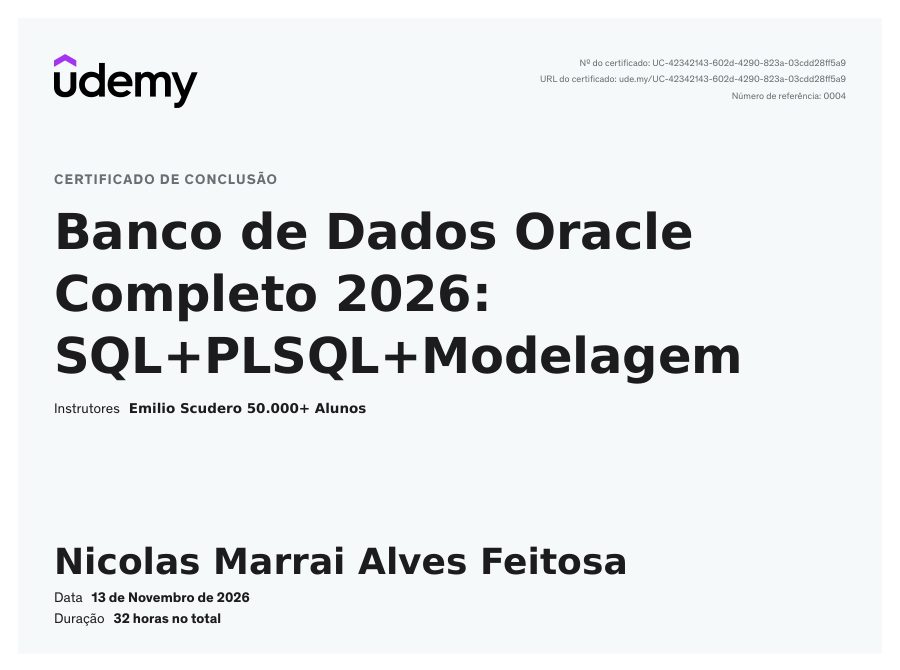 udemy
Nº do certificado: UC-42342143-602d-4290-823a-03cdd28ff5a9
URL do certificado: ude.my/UC-42342143-602d-4290-823a-03cdd28ff5a9
Número de referência: 0004
CERTIFICADO DE CONCLUSÃO
Banco de Dados Oracle
Completo 2026:
SQL+PLSQL+Modelagem
Instrutores Emilio Scudero 50.000+ Alunos
Nicolas Marrai Alves Feitosa
Data 13 de Novembro de 2026
Duração 32 horas no total